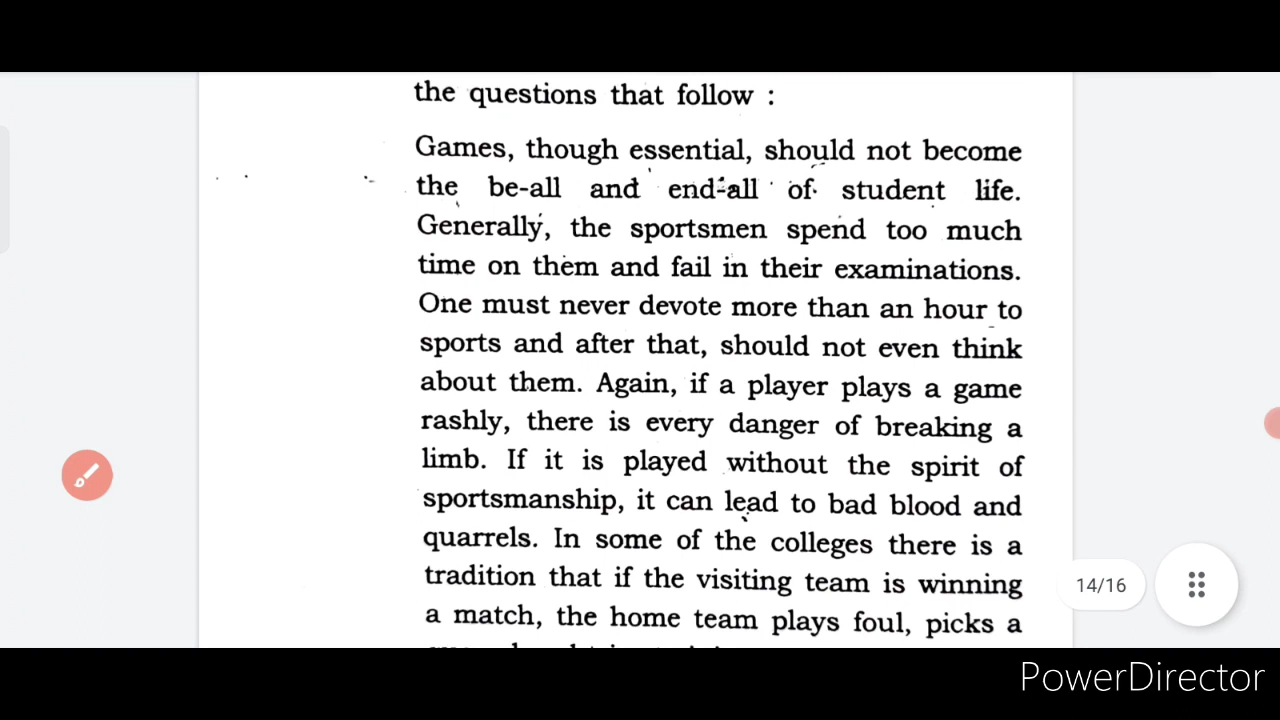 the questions that follow :
Games, though essential, should not become
the be-all and end-all of student life.
Generally, the sportsmen spend too much
time on them and fail in their examinations.
One must never devote more than an hour to
sports and after that, should not even think
about them. Again, if a player plays a game
rashly, there is every danger of breaking a
limb. If it is played without the spirit of
sportsmanship, it can lead to bad blood and
quarrels. In some of the colleges there is a
tradition that if the visiting team is winning
a match, the home team plays foul, picks a
14/16
PowerDirector